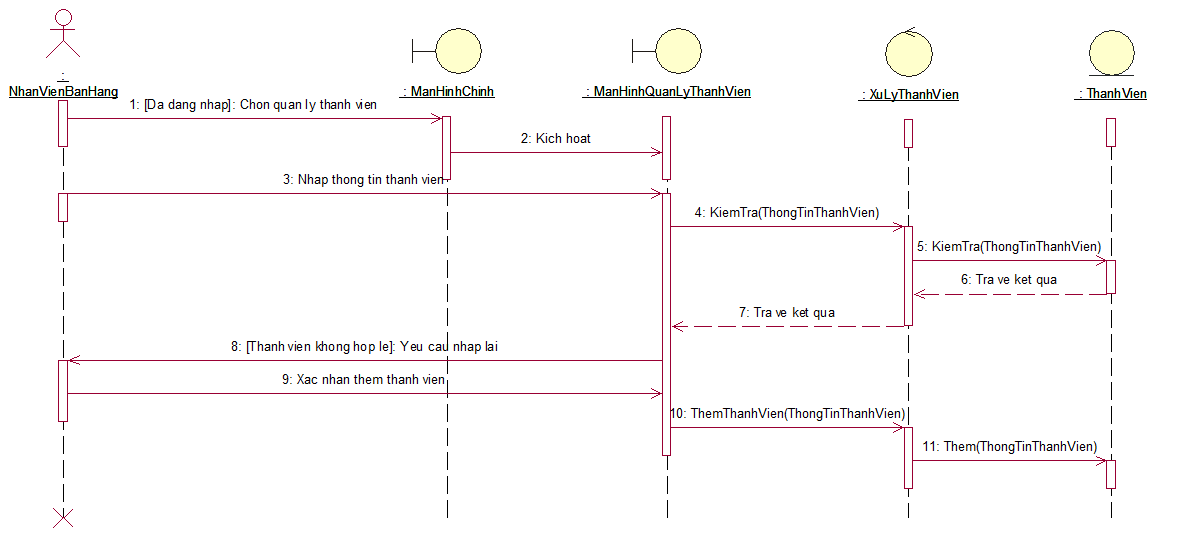 :
NhanVienBanHang
: ManHinhChinh
: ManHinhQuanLyThanhVien
: XuLyThanhVien
: ThanhVien
1: [Da dang nhap]: Chon quan ly thanh vien
2: Kich hoat
3: Nhap thong tin thanh vien
4: KiemTra(ThongTinThanhVien)
5: KiemTra(ThongTinThanhVien)
6: Tra ve ket qua
7: Tra ve ket qua
8: [Thanh vien khong hop le]: Yeu cau nhap lai
9: Xac nhan them thanh vien
10: ThemThanhVien(ThongTinThanhVien)
11: Them(ThongTinThanhVien)